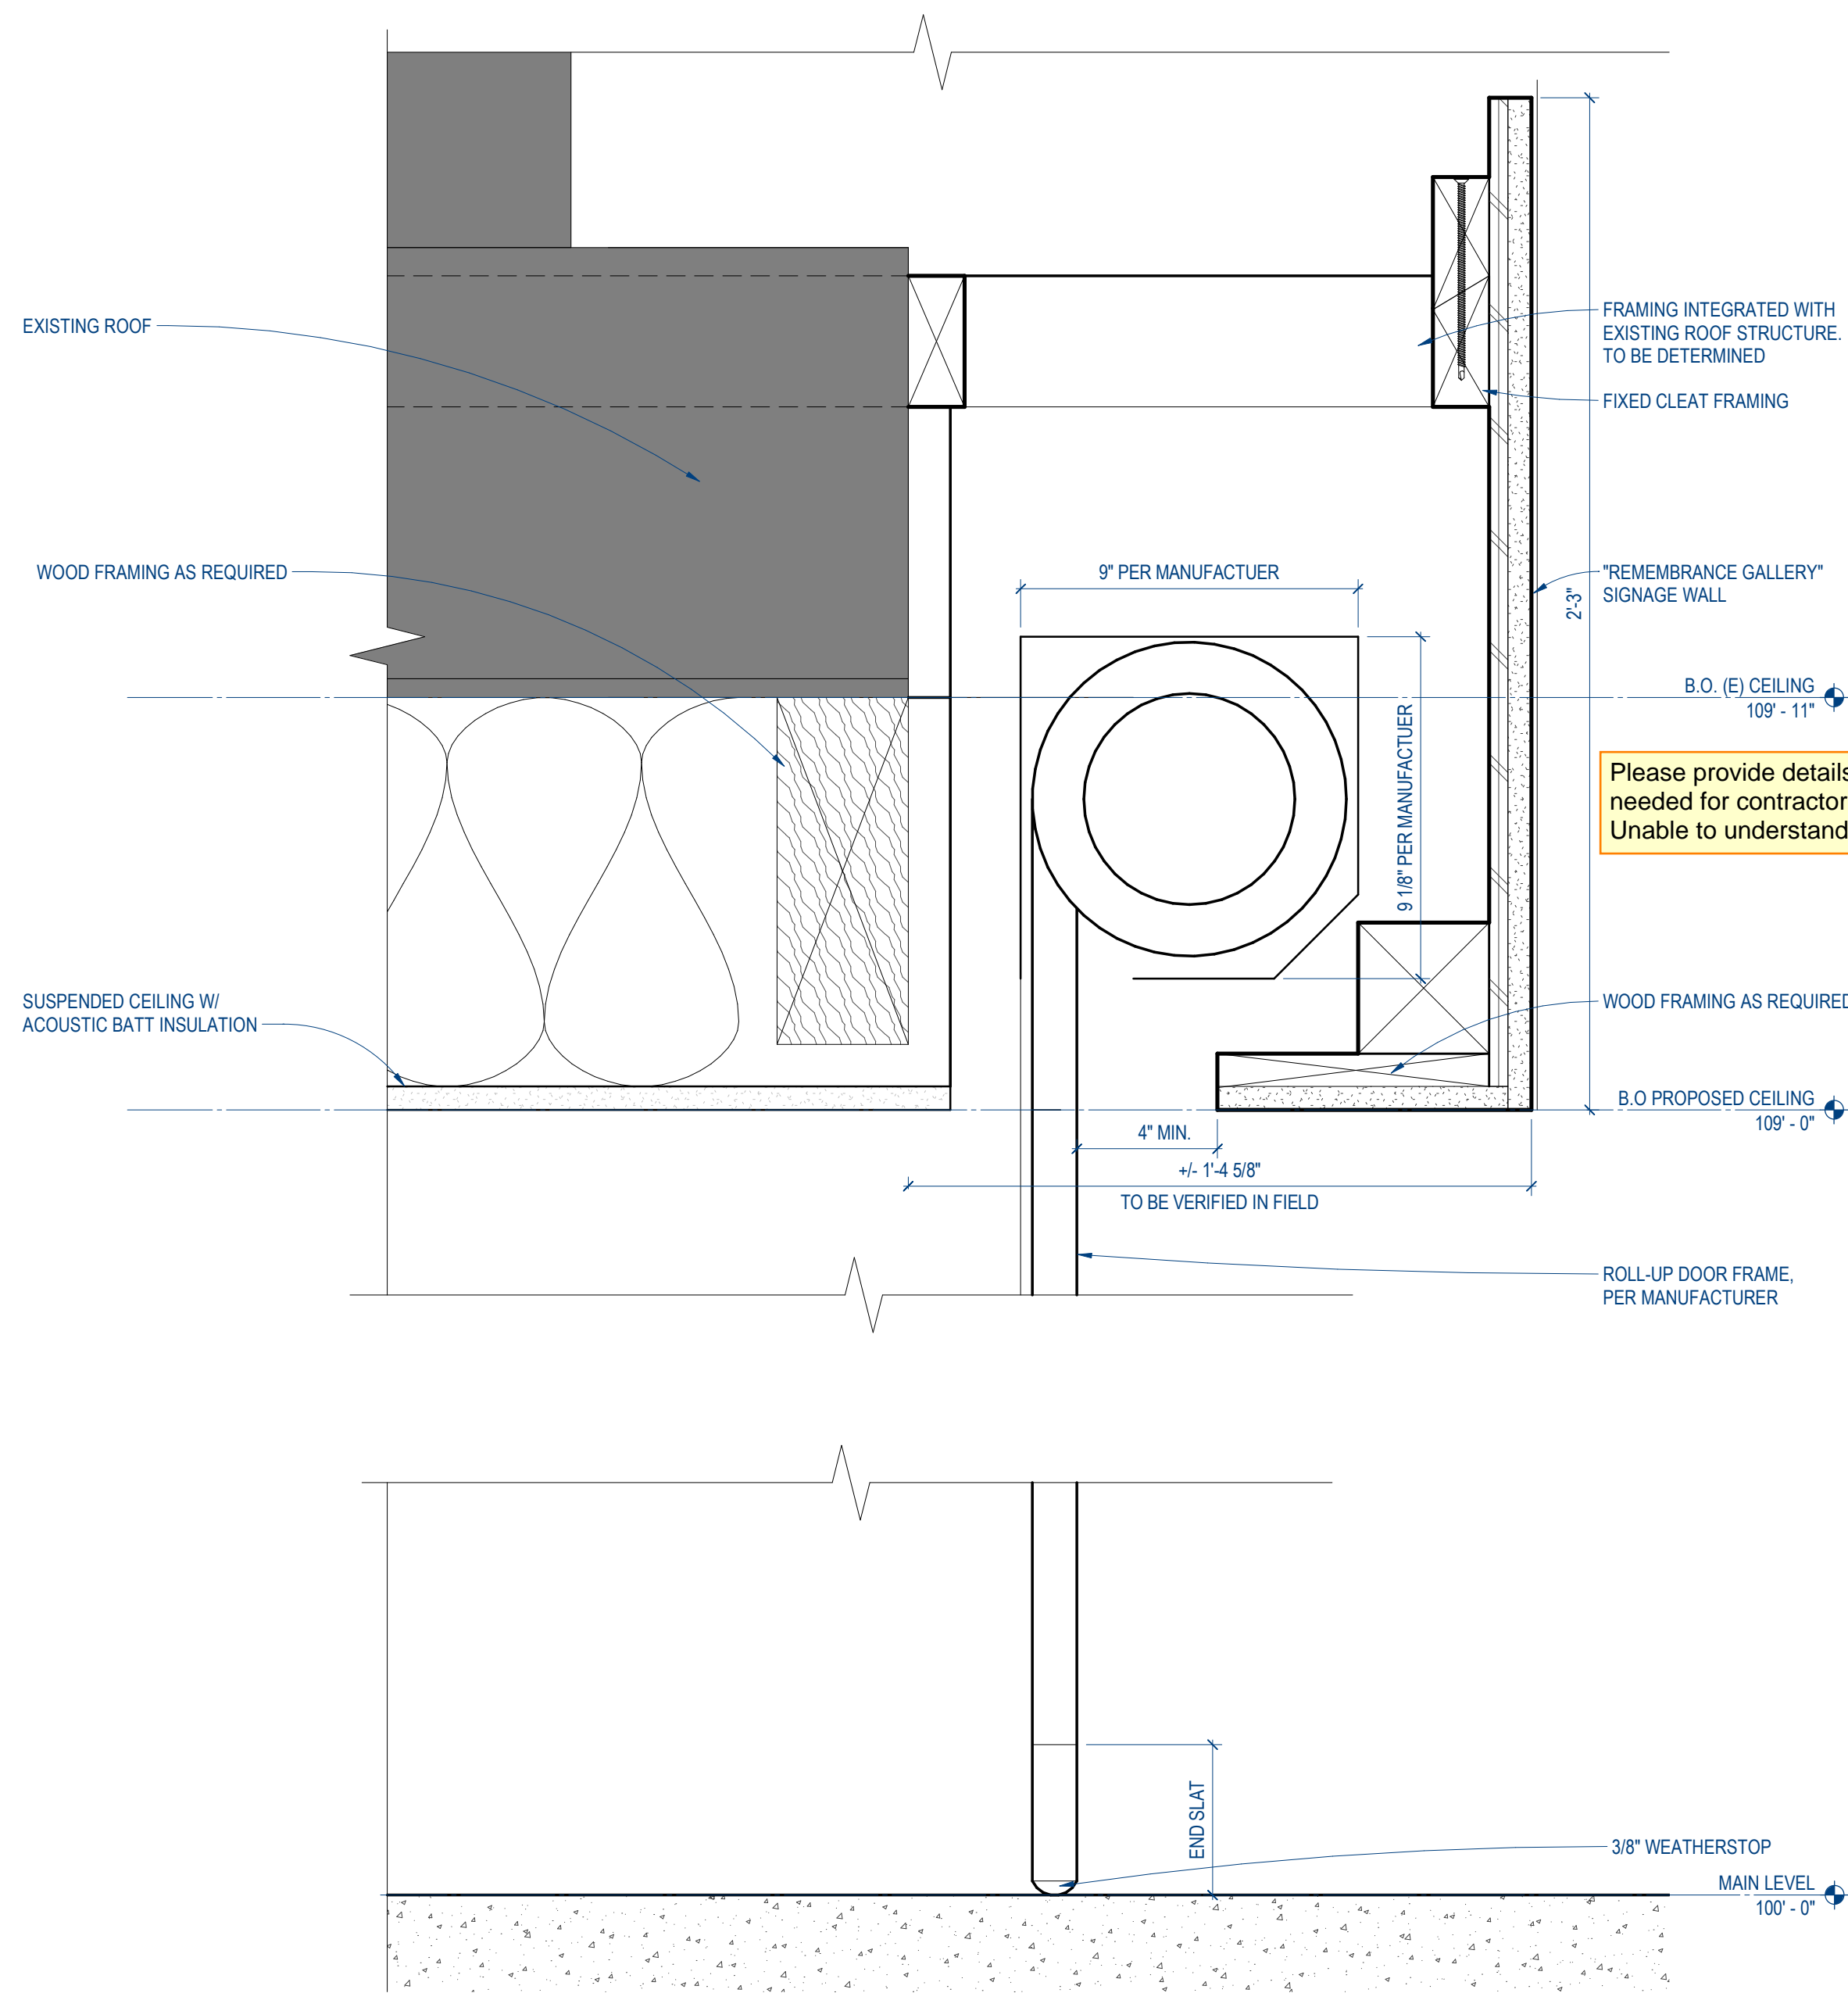 EXISTING ROOF
FRAMING INTEGRATED WITH
EXISTING ROOF STRUCTURE.
TO BE DETERMINED
FIXED CLEAT FRAMING
WOOD FRAMING AS REQUIRED
9" PER MANUFACTUER
"REMEMBRANCE GALLERY"
SIGNAGE WALL
2'-3"
B.O. (E) CEILING
109' - 11"
9 1/8" PER MANUFACTUER
Please provide details
needed for contractor
Unable to understand
SUSPENDED CEILING W/
ACOUSTIC BATT INSULATION
WOOD FRAMING AS REQUIRED
B.O PROPOSED CEILING
109' - 0"
4" MIN.
+/- 1'-4 5/8"
TO BE VERIFIED IN FIELD
ROLL-UP DOOR FRAME,
PER MANUFACTURER
END SLAT
3/8" WEATHERSTOP
MAIN LEVEL
100' - 0"